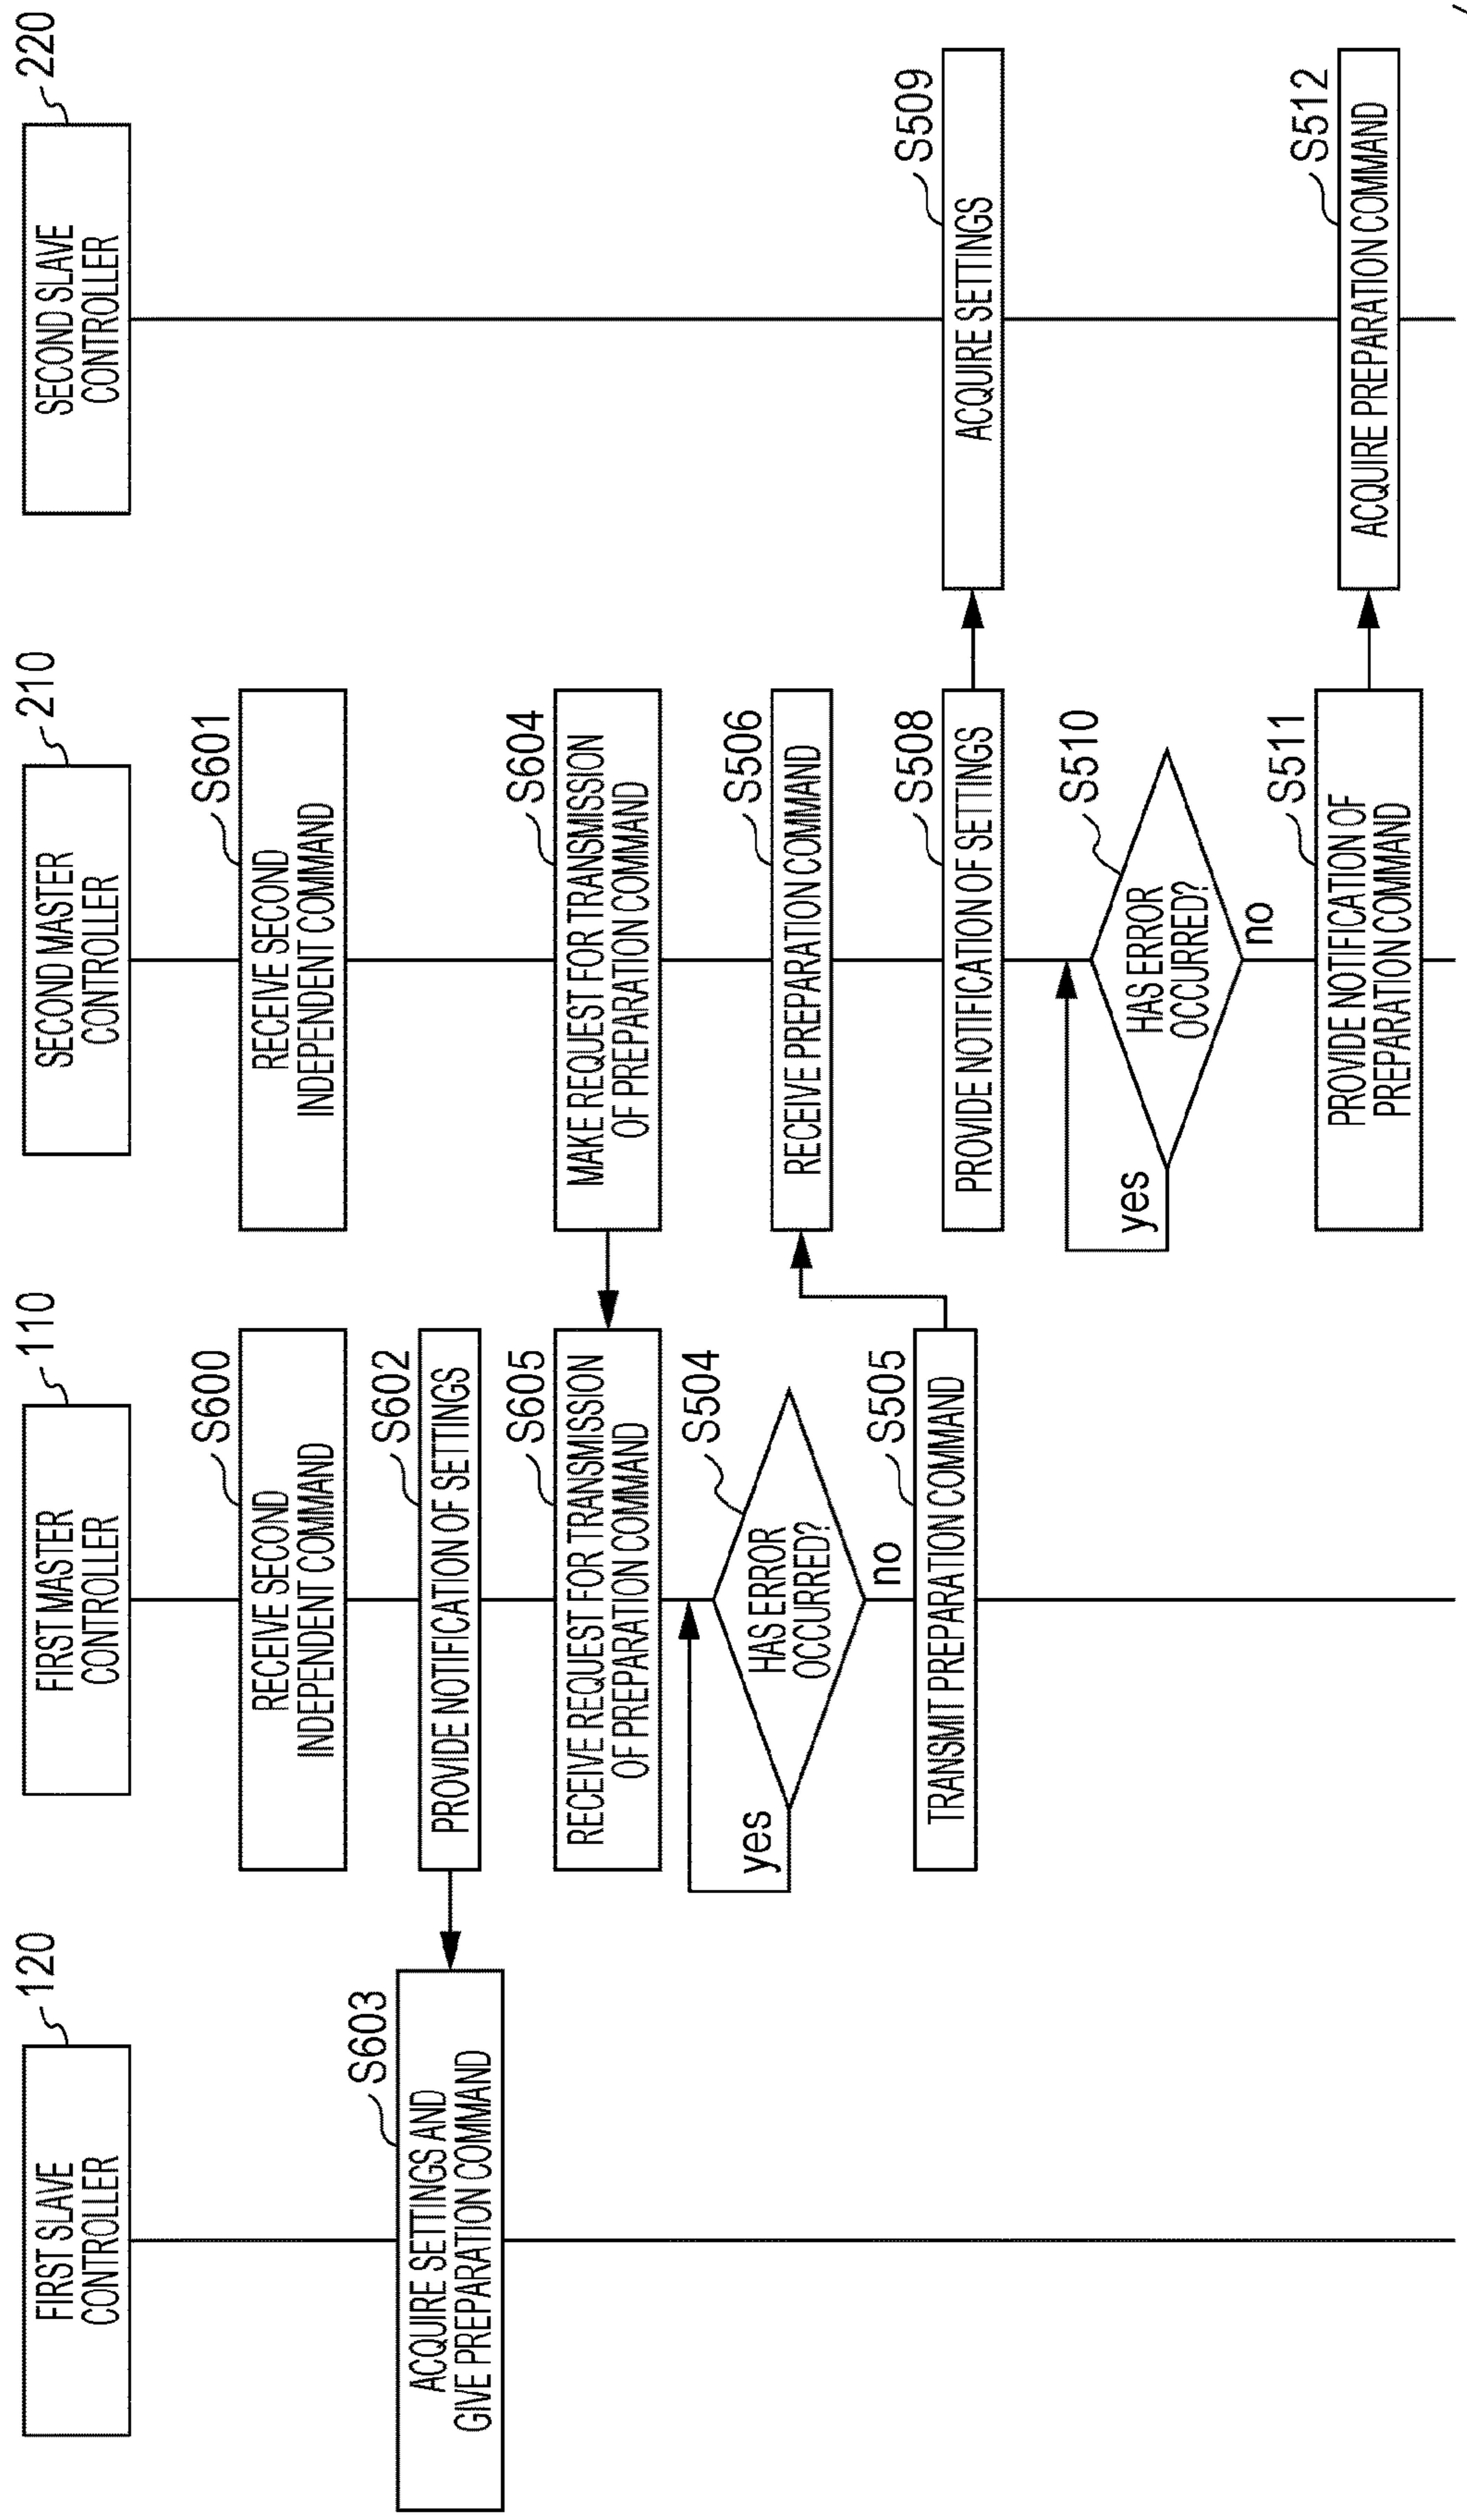 FIRST SLAVE
CONTROLLER
120
FIRST MASTER
CONTROLLER
110
SECOND MASTER
CONTROLLER
210
SECOND SLAVE
CONTROLLER
220
S600
RECEIVE SECOND
INDEPENDENT COMMAND
S601
RECEIVE SECOND
INDEPENDENT COMMAND
S602
PROVIDE NOTIFICATION OF SETTINGS
S603
ACQUIRE SETTINGS AND
GIVE PREPARATION COMMAND
S604
MAKE REQUEST FOR TRANSMISSION
OF PREPARATION COMMAND
S605
RECEIVE REQUEST FOR TRANSMISSION
OF PREPARATION COMMAND
S504
HAS ERROR
OCCURRED?
yes
no
S505
TRANSMIT PREPARATION COMMAND
S506
RECEIVE PREPARATION COMMAND
S508
PROVIDE NOTIFICATION OF SETTINGS
S509
ACQUIRE SETTINGS
S510
HAS ERROR
OCCURRED?
yes
no
S511
PROVIDE NOTIFICATION OF
PREPARATION COMMAND
S512
ACQUIRE PREPARATION COMMAND